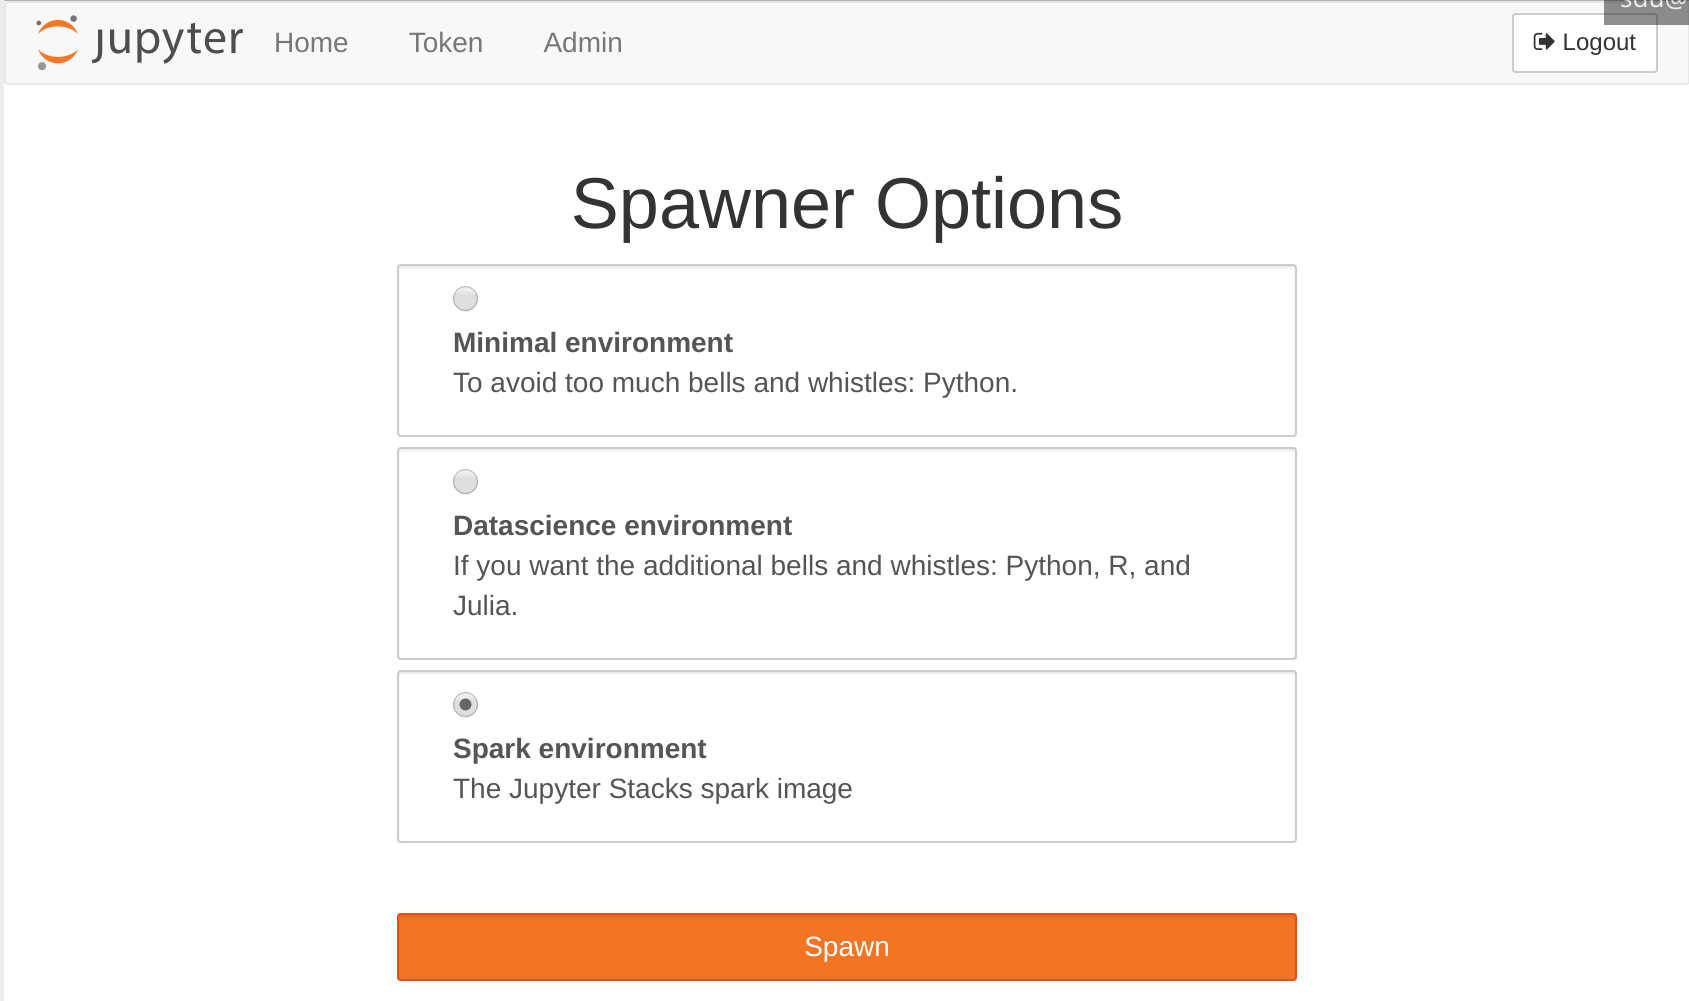 jupyter Home Token Admin Logout
Spawner Options
Minimal environment
To avoid too much bells and whistles: Python.
Datascience environment
If you want the additional bells and whistles: Python, R, and
Julia.
Spark environment
The Jupyter Stacks spark image
Spawn